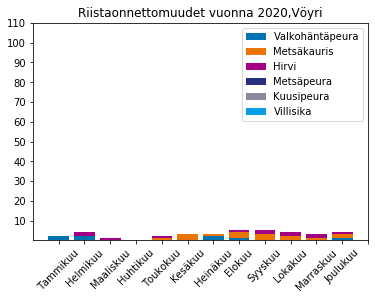 Riistaonnettomuudet vuonna 2020,Vöyri
110
100
90
80
70
60
50
40
30
20
10
Valkohäntäpeura
Metsäkauris
Hirvi
Metsäpeura
Kuusipeura
Villisika
Tammikuu
Helmikuu
Maaliskuu
Huhtikuu
Toukokuu
Kesäkuu
Heinäkuu
Elokuu
Syyskuu
Lokakuu
Marraskuu
Joulukuu